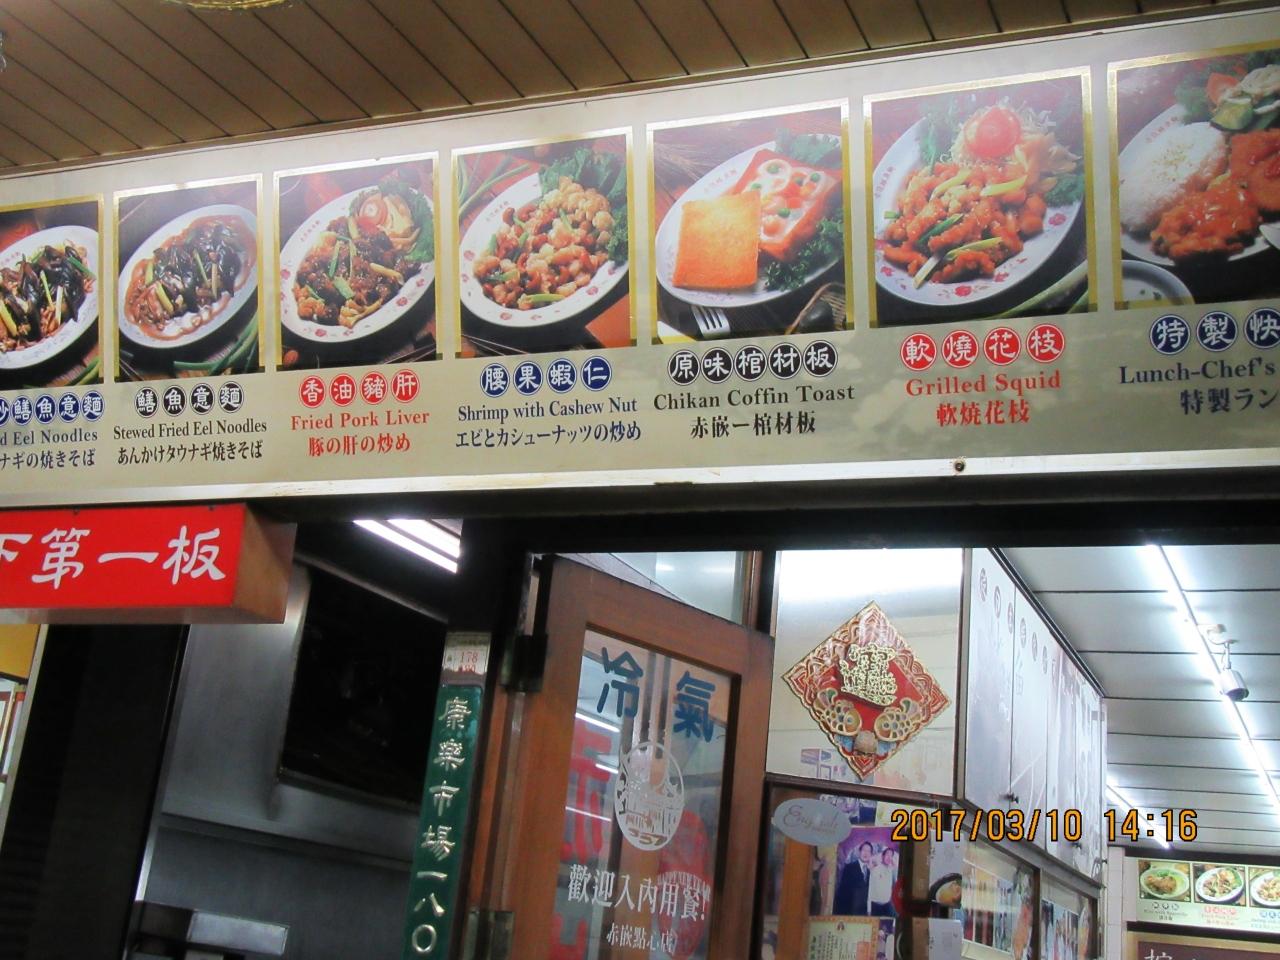 炒鱔魚意麵
d Eel Noodles
ナギの焼きそば
鱔魚意麵
Stewed Fried Eel Noodles
あんかけタウナギ焼きそば
香油豬肝
Fried Pork Liver
豚の肝の炒め
腰果蝦仁
Shrimp with Cashew Nut
エビとカシューナッツの炒め
原味棺材板
Chikan Coffin Toast
赤嵌一棺材板
軟燒花枝
Grilled Squid
軟焼花枝
特製快
Lunch-Chef's
特製ラン
下第一板
178
康樂市場一八〇
冷氣
357
歡迎入內用餐!
赤嵌點心店
2017/03/10 14:16